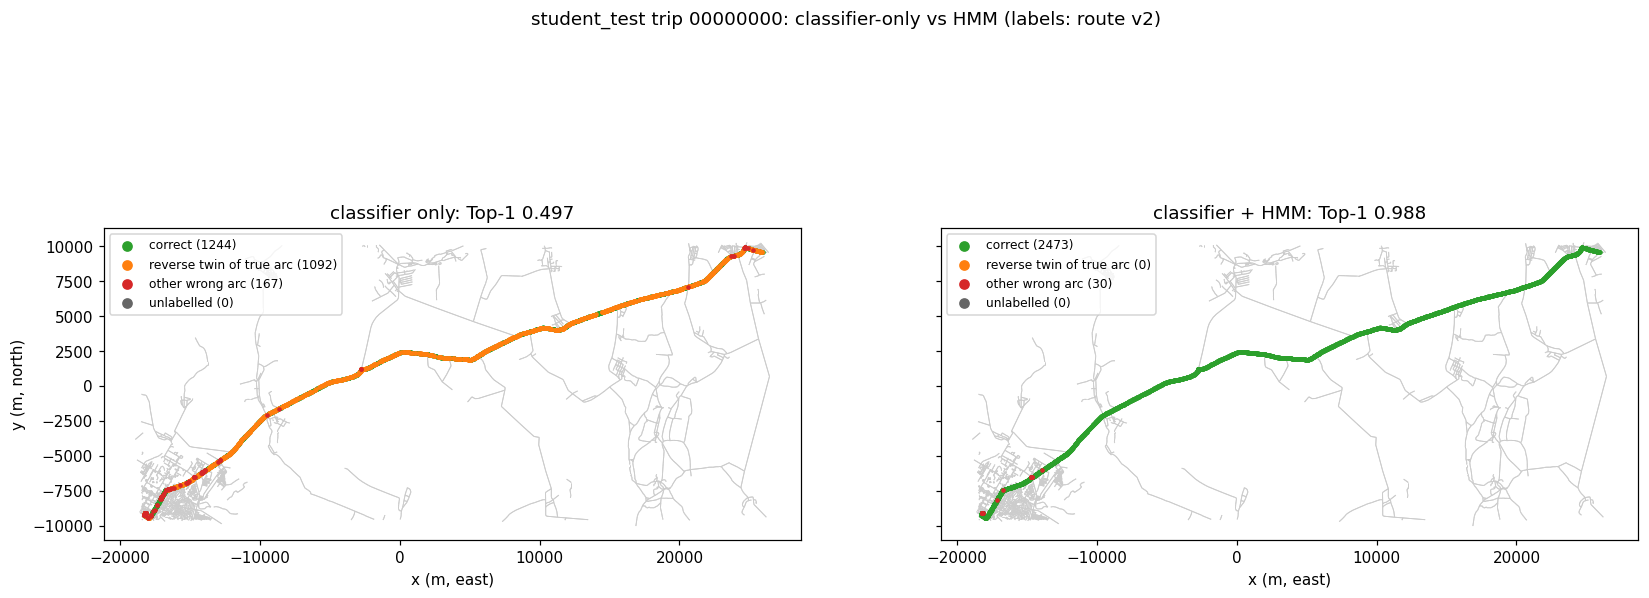 student_test trip 00000000: classifier-only vs HMM (labels: route v2)
classifier only: Top-1 0.497
correct (1244)
reverse twin of true arc (1092)
other wrong arc (167)
unlabelled (0)
10000
7500
5000
2500
0
−2500
−5000
−7500
−10000
y (m, north)
−20000 −10000 0 10000 20000
x (m, east)
classifier + HMM: Top-1 0.988
correct (2473)
reverse twin of true arc (0)
other wrong arc (30)
unlabelled (0)
−20000 −10000 0 10000 20000
x (m, east)